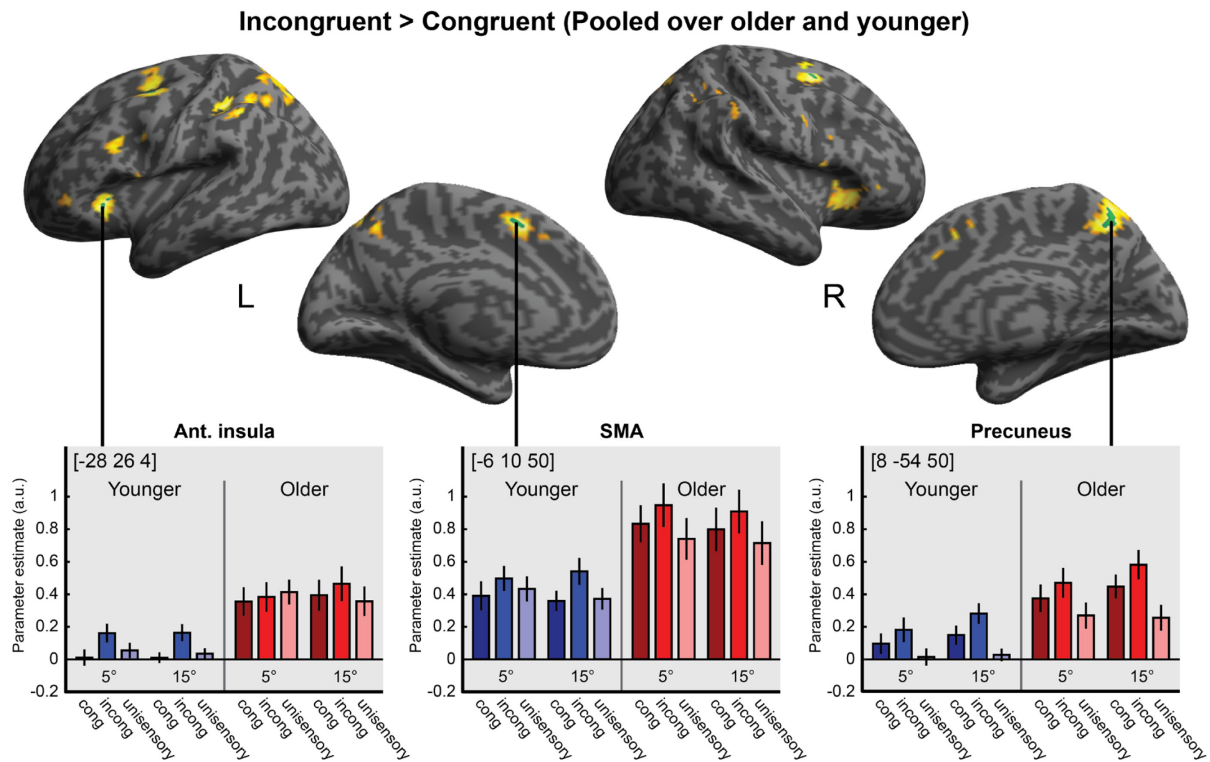 Incongruent > Congruent (Pooled over older and younger)
L
R
Ant. insula
[-28 26 4]
Younger
Older
Parameter estimate (a.u.)
1
0.8
0.6
0.4
0.2
0
-0.2
5°
15°
5°
15°
cong
incong
unisensory
cong
incong
unisensory
cong
incong
unisensory
cong
incong
unisensory
SMA
[-6 10 50]
Younger
Older
Parameter estimate (a.u.)
1
0.8
0.6
0.4
0.2
0
-0.2
5°
15°
5°
15°
cong
incong
unisensory
cong
incong
unisensory
cong
incong
unisensory
cong
incong
unisensory
Precuneus
[8 -54 50]
Younger
Older
Parameter estimate (a.u.)
1
0.8
0.6
0.4
0.2
0
-0.2
5°
15°
5°
15°
cong
incong
unisensory
cong
incong
unisensory
cong
incong
unisensory
cong
incong
unisensory